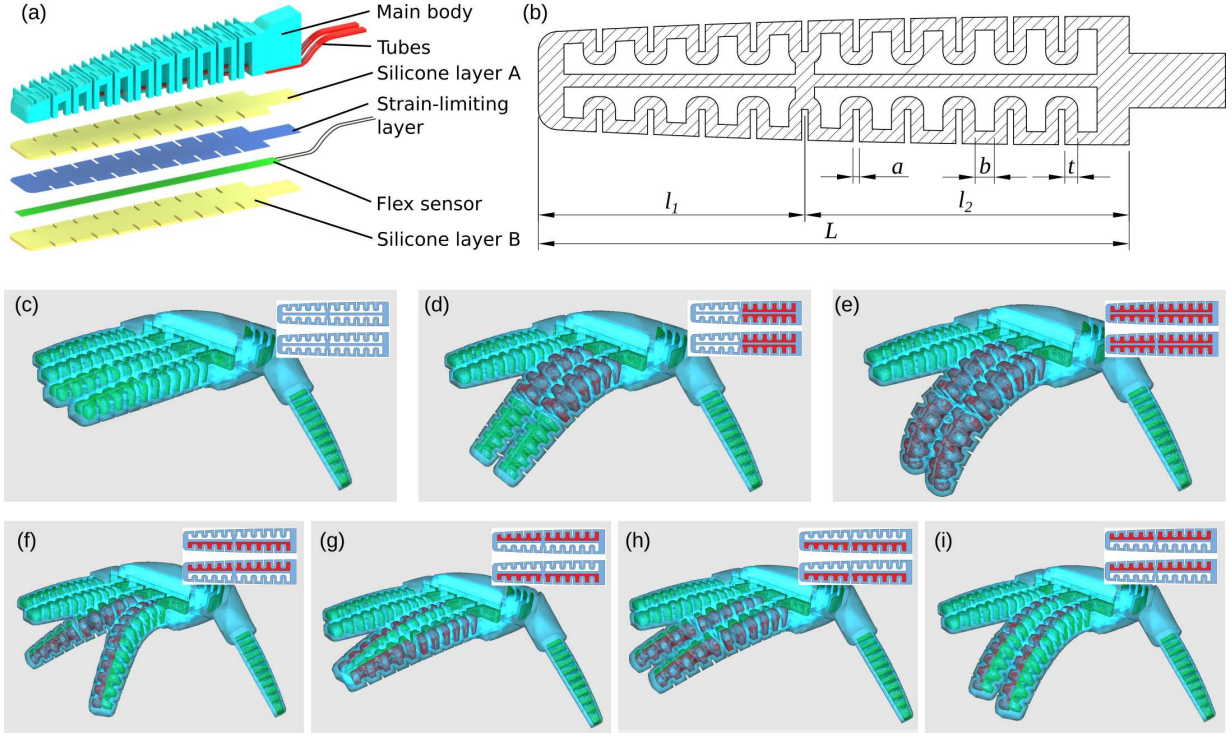 (a)
Main body
Tubes
Silicone layer A
Strain-limiting
layer
Flex sensor
Silicone layer B
(b)
a
b
t
l1
l2
L
(c)
(d)
(e)
(f)
(g)
(h)
(i)